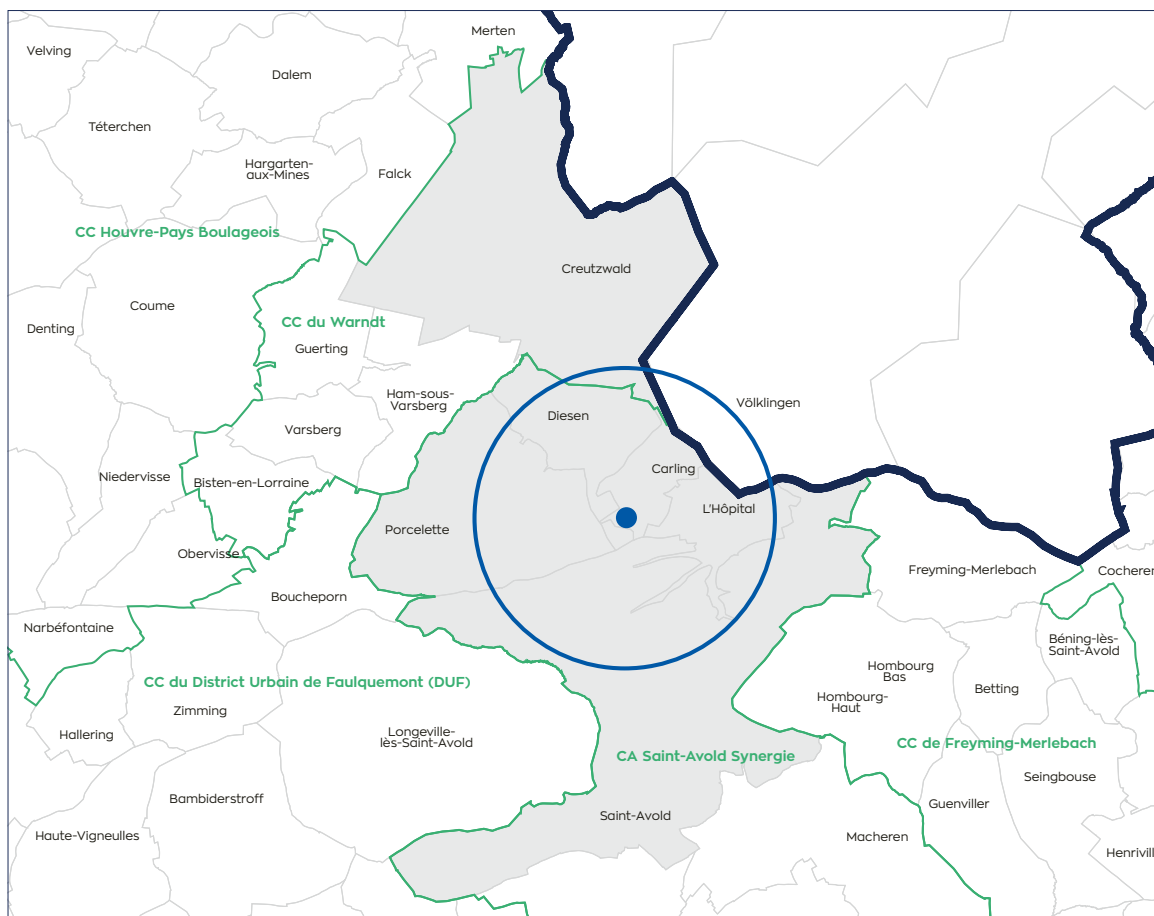 Merten
Velving
Dalem
Téterchen
Hargarten-
aux-Mines
Falck
CC Houvre-Pays Boulageois
Creutzwald
Coume
Denting
CC du Warndt
Guerting
Ham-sous-
Varsberg
Völklingen
Diesen
Varsberg
Carling
Niedervisse
Bisten-en-Lorraine
L'Hôpital
Porcelette
Obervisse
Freyming-Merlebach
Cocheren
Boucheporn
Narbéfontaine
Béning-lès-
Saint-Avold
Hombourg
Bas
CC du District Urbain de Faulquemont (DUF)
Betting
Zimming
Hombourg-
Haut
Hallering
Longeville-
lès-Saint-Avold
CC de Freyming-Merlebach
CA Saint-Avold Synergie
Seingbouse
Bambiderstroff
Guenviller
Saint-Avold
Haute-Vigneulles
Macheren
Henrivill